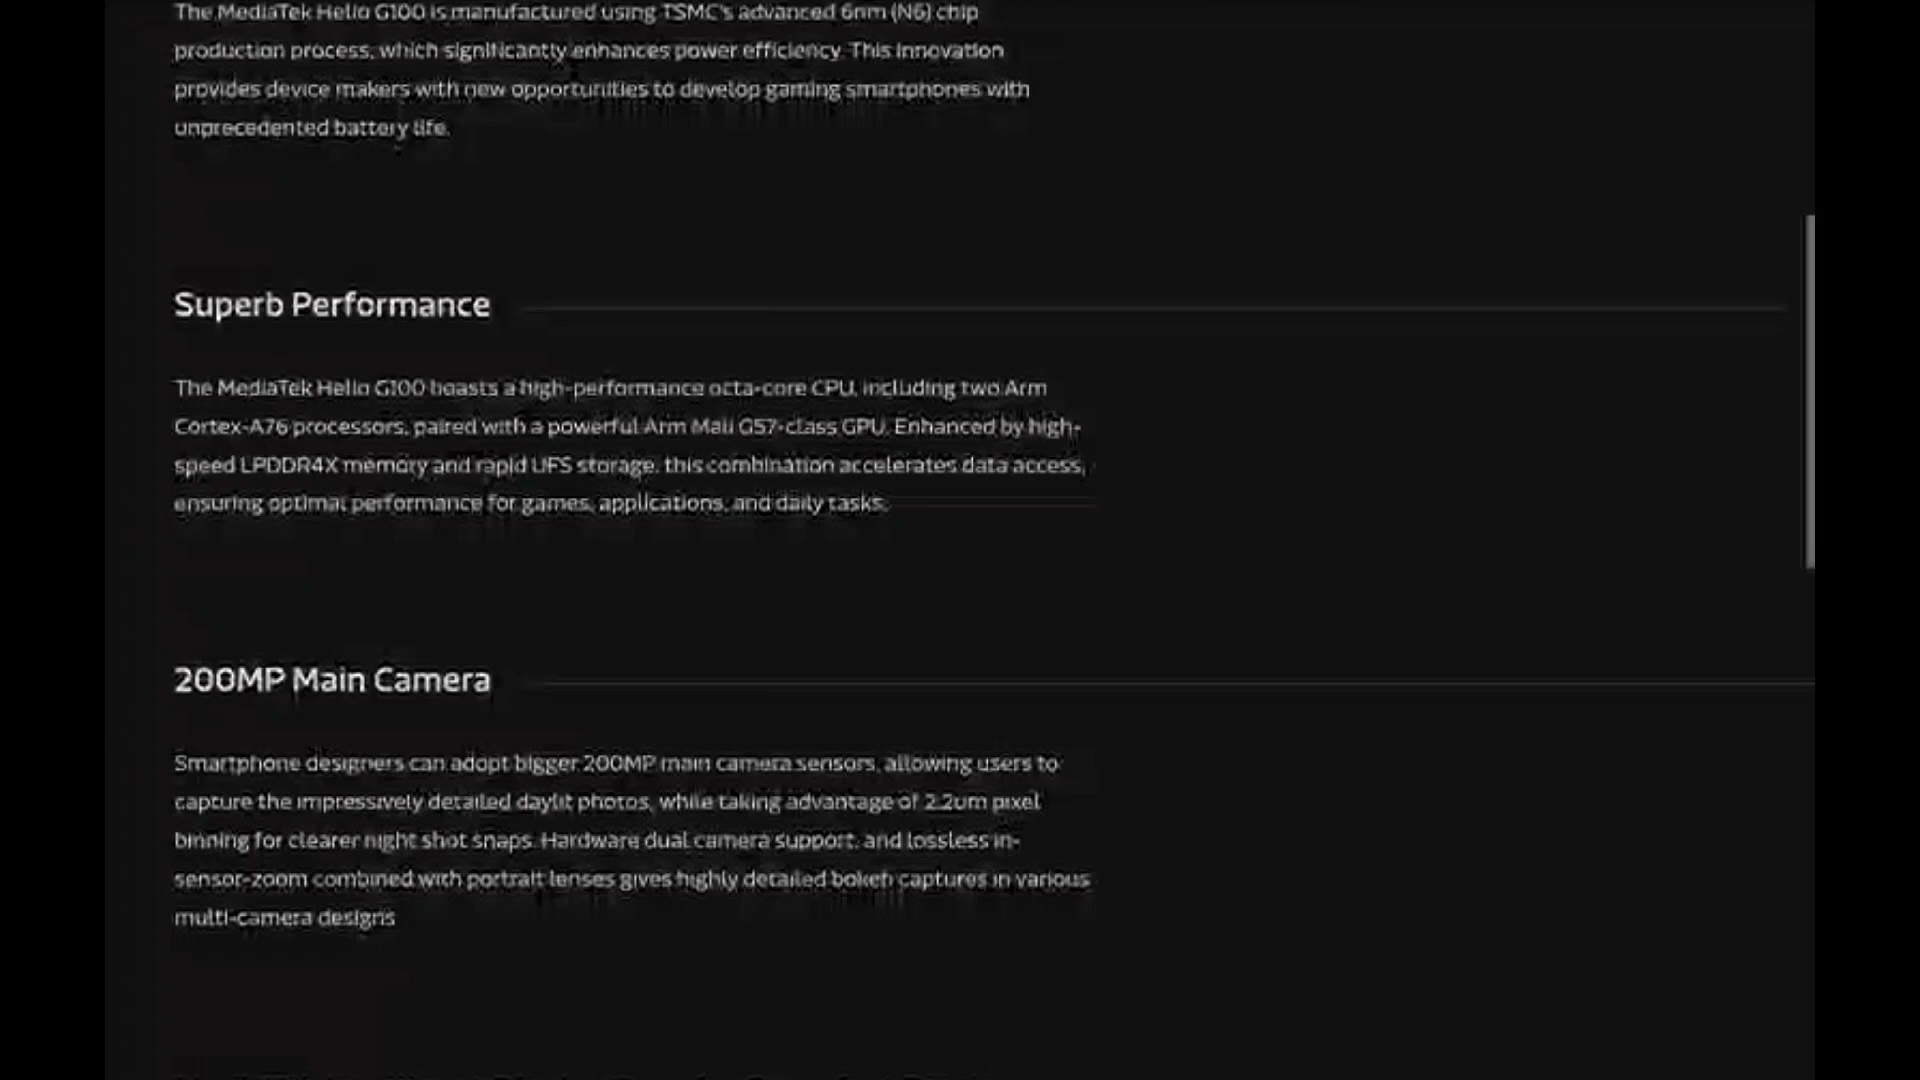 The MediaTek Helio G100 is manufactured using TSMC's advanced 6nm (N6) chip
production process, which significantly enhances power efficiency. This innovation
provides device makers with new opportunities to develop gaming smartphones with
unprecedented battery life.
Superb Performance
The MediaTek Helio G100 boasts a high-performance octa-core CPU, including two Arm
Cortex-A76 processors, paired with a powerful Arm Mali G57-class GPU. Enhanced by high-
speed LPDDR4X memory and rapid UFS storage, this combination accelerates data access,
ensuring optimal performance for games, applications, and daily tasks.
200MP Main Camera
Smartphone designers can adopt bigger 200MP main camera sensors, allowing users to
capture the impressively detailed daylit photos, while taking advantage of 2.2um pixel
binning for clearer night shot snaps. Hardware dual camera support, and lossless in-
sensor-zoom combined with portrait lenses gives highly detailed bokeh captures in various
multi-camera designs